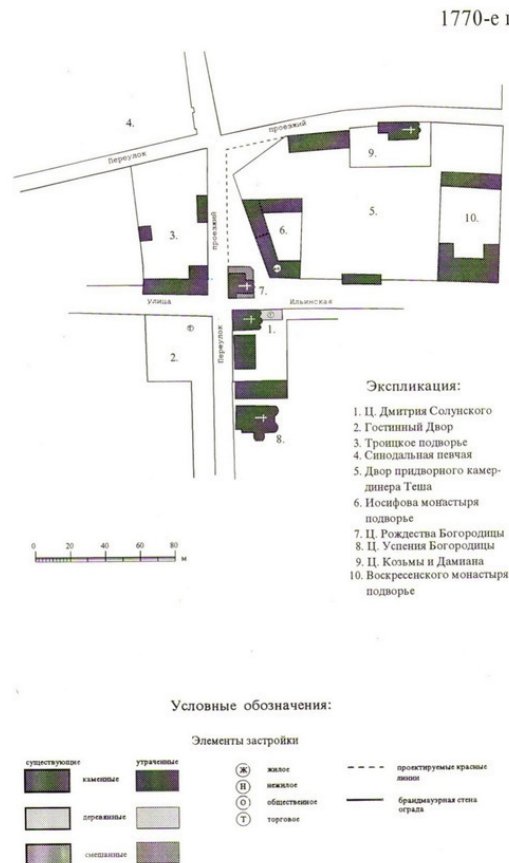 1770-е г
4.
Переулок
проезжий
9.
3.
проезжий
6.
5.
10.
7.
улица
Ильинская
1.
2.
Переулок
8.
Экспликация:
1. Ц. Дмитрия Солунского
2. Гостинный Двор
3. Троицкое подворье
4. Синодальная певчая
5. Двор придворного камер-
динера Теша
6. Иосифова монастыря
подворье
7. Ц. Рождества Богородицы
8. Ц. Успения Богородицы
9. Ц. Козьмы и Дамиана
10. Воскресенского монастыря
подворье
0 20 40 60 80
м
Условные обозначения:
Элементы застройки
существующие утраченные
каменные
деревянные
смешанные
Ж жилое
Н нежилое
О общественное
Т торговое
проектируемые красные
линии
брандмауэрная стена
ограда